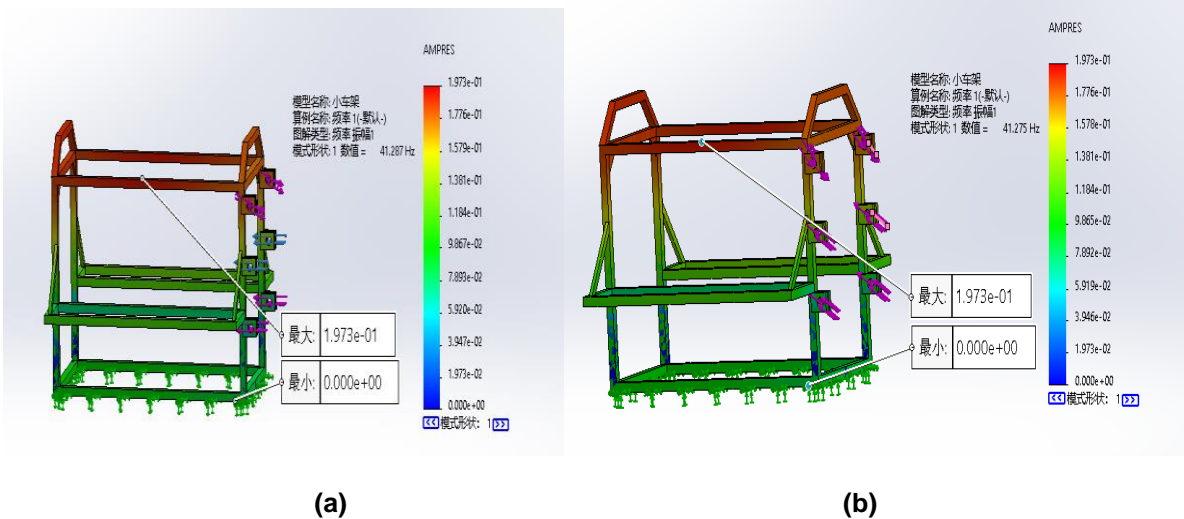 AMPRES
模型名称: 小车架
算例名称: 频率 1(-默认-)
图解类型: 频率 振幅1
模式形状: 1 数值 = 41.287 Hz
1.973e-01
1.776e-01
1.579e-01
1.381e-01
1.184e-01
9.867e-02
7.893e-02
5.920e-02
3.947e-02
1.973e-02
0.000e+00
最大: 1.973e-01
最小: 0.000e+00
<< 模式形状: 1 >>
(a)
AMPRES
模型名称: 小车架
算例名称: 频率 1(-默认-)
图解类型: 频率 振幅1
模式形状: 1 数值 = 41.275 Hz
1.973e-01
1.776e-01
1.578e-01
1.381e-01
1.184e-01
9.865e-02
7.892e-02
5.919e-02
3.946e-02
1.973e-02
0.000e+00
最大: 1.973e-01
最小: 0.000e+00
<< 模式形状: 1 >>
(b)